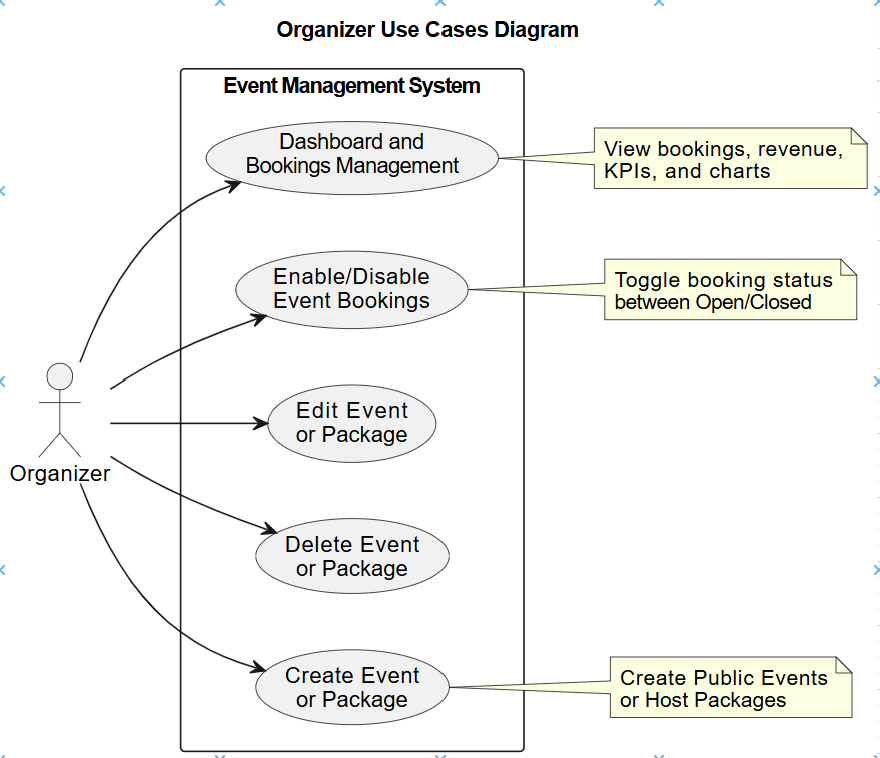 Organizer Use Cases Diagram
Event Management System
Dashboard and
Bookings Management
View bookings, revenue,
KPIs, and charts
Enable/Disable
Event Bookings
Toggle booking status
between Open/Closed
Edit Event
or Package
Organizer
Delete Event
or Package
Create Event
or Package
Create Public Events
or Host Packages